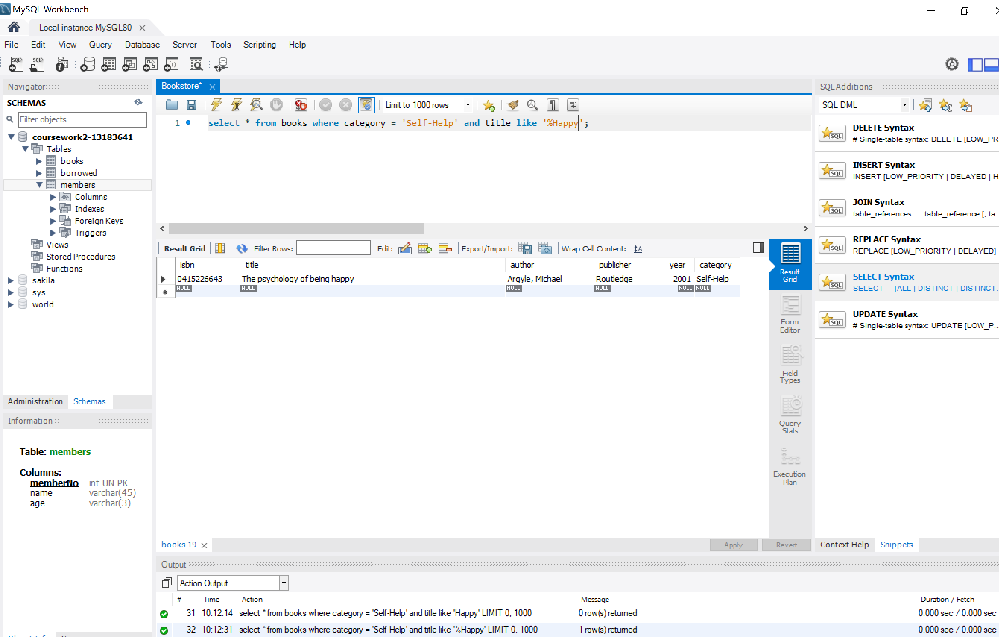 MySQL Workbench
Local instance MySQL80
File Edit View Query Database Server Tools Scripting Help
Navigator
SCHEMAS
Filter objects
coursework2-13183641
Tables
books
borrowed
members
Columns
Indexes
Foreign Keys
Triggers
Views
Stored Procedures
Functions
sakila
sys
world
Administration Schemas
Information
Table: members
Columns:
memberNo int UN PK
name varchar(45)
age varchar(3)
Bookstore*
Limit to 1000 rows
1 select * from books where category = 'Self-Help' and title like '%Happy';
Result Grid Filter Rows: Edit: Export/Import: Wrap Cell Content:
isbn title author publisher year category
0415226643 The psychology of being happy Argyle, Michael Routledge 2001 Self-Help
NULL NULL NULL NULL NULL NULL
Result
Grid
Form
Editor
Field
Types
Query
Stats
Execution
Plan
books 19 Apply Revert
SQLAdditions
SQL DML
DELETE Syntax
# Single-table syntax: DELETE [LOW_PR
INSERT Syntax
INSERT [LOW_PRIORITY | DELAYED | H
JOIN Syntax
table_references: table_reference [, ta..
REPLACE Syntax
REPLACE [LOW_PRIORITY | DELAYED]
SELECT Syntax
SELECT [ALL | DISTINCT | DISTINCT.
UPDATE Syntax
# Single-table syntax: UPDATE [LOW_P..
Context Help Snippets
Output
Action Output
# Time Action Message Duration / Fetch
31 10:12:14 select * from books where category = 'Self-Help' and title like 'Happy' LIMIT 0, 1000 0 row(s) returned 0.000 sec / 0.000 sec
32 10:12:31 select * from books where category = 'Self-Help' and title like '%Happy' LIMIT 0, 1000 1 row(s) returned 0.000 sec / 0.000 sec